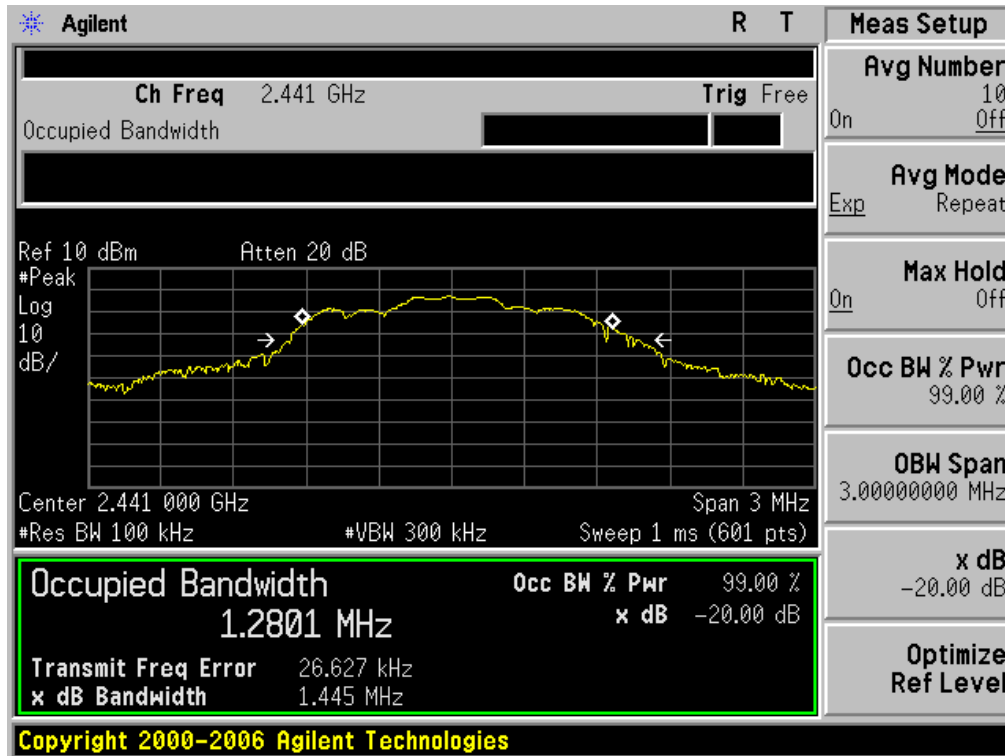 Agilent R T
Ch Freq 2.441 GHz Trig Free
Occupied Bandwidth
Ref 10 dBm Atten 20 dB
#Peak
Log
10
dB/
Center 2.441 000 GHz Span 3 MHz
#Res BW 100 kHz #VBW 300 kHz Sweep 1 ms (601 pts)
Occupied Bandwidth Occ BW % Pwr 99.00 %
1.2801 MHz x dB -20.00 dB
Transmit Freq Error 26.627 kHz
x dB Bandwidth 1.445 MHz
Copyright 2000-2006 Agilent Technologies
Meas Setup
Avg Number
10
On Off
Avg Mode
Exp Repeat
Max Hold
On Off
Occ BW % Pwr
99.00 %
OBW Span
3.00000000 MHz
x dB
-20.00 dB
Optimize
Ref Level